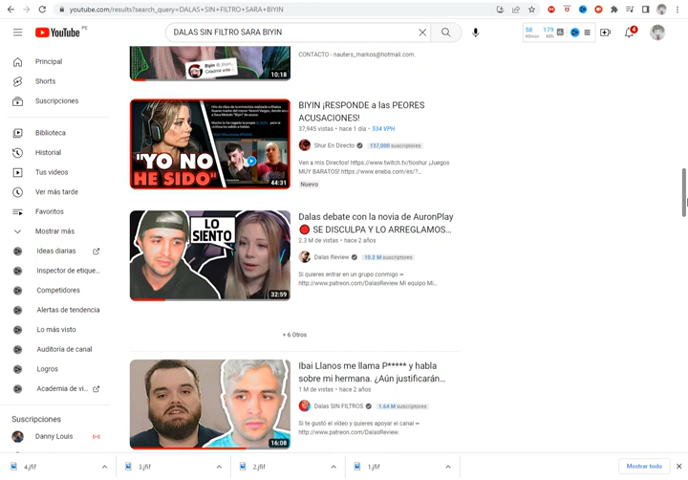 youtube.com/results?search_query=DALAS+SIN+FILTRO+SARA+BIYIN
YouTube PE
DALAS SIN FILTRO SARA BIYIN
58
179
4
Principal
Shorts
Suscripciones
Biblioteca
Historial
Tus videos
Ver más tarde
Favoritos
Mostrar más
Ideas diarias
Inspector de etique...
Competidores
Alertas de tendencia
Lo más visto
Auditoría de canal
Logros
Academia de vi...
Suscripciones
Danny Louis
Biyin
10:18
CONTACTO - nauters_markos@hotmail.com.
"YO NO
HE SIDO"
44:31
BIYIN ¡RESPONDE a las PEORES
ACUSACIONES!
37,945 vistas • hace 1 día • 534 VPH
Shur En Directo
137,000 suscriptores
Ven a mis Directos! https://www.twitch.tv/tioshur ¡Juegos
MUY BARATOS! https://www.eneba.com/es/?...
Nuevo
LO
SIENTO
32:59
Dalas debate con la novia de AuronPlay
🔴 SE DISCULPA Y LO ARREGLAMOS...
2.3 M de vistas • hace 2 años
Dalas Review
10.2 M suscriptores
Si quieres entrar en un grupo conmigo ➨
http://www.patreon.com/DalasReview Mi equipo Mi...
+ 6 Otros
16:08
Ibai Llanos me llama P***** y habla
sobre mi hermana. ¿Aún justificarán...
1 M de vistas • hace 2 años
Dalas SIN FILTROS
1.64 M suscriptores
Si te gustó el vídeo y quieres apoyar el canal ➨
http://www.patreon.com/DalasReview.
4.jfif
3.jfif
2.jfif
1.jfif
Mostrar todo